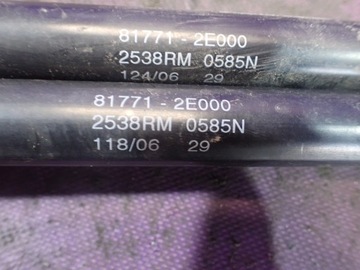 81771 - 2E000
2538RM 0585N
124/06 29
81771 - 2E000
2538RM 0585N
118/06 29